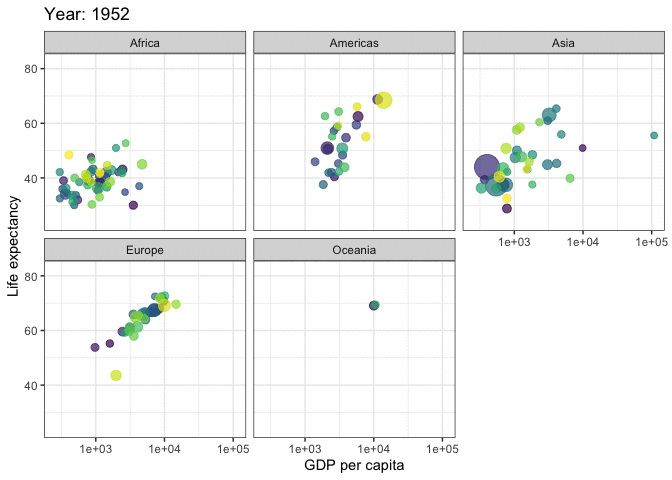 Year: 1952
Africa
Americas
Asia
80
60
40
1e+03 1e+04 1e+05
Europe
Oceania
80
60
40
1e+03 1e+04 1e+05
1e+03 1e+04 1e+05
Life expectancy
GDP per capita